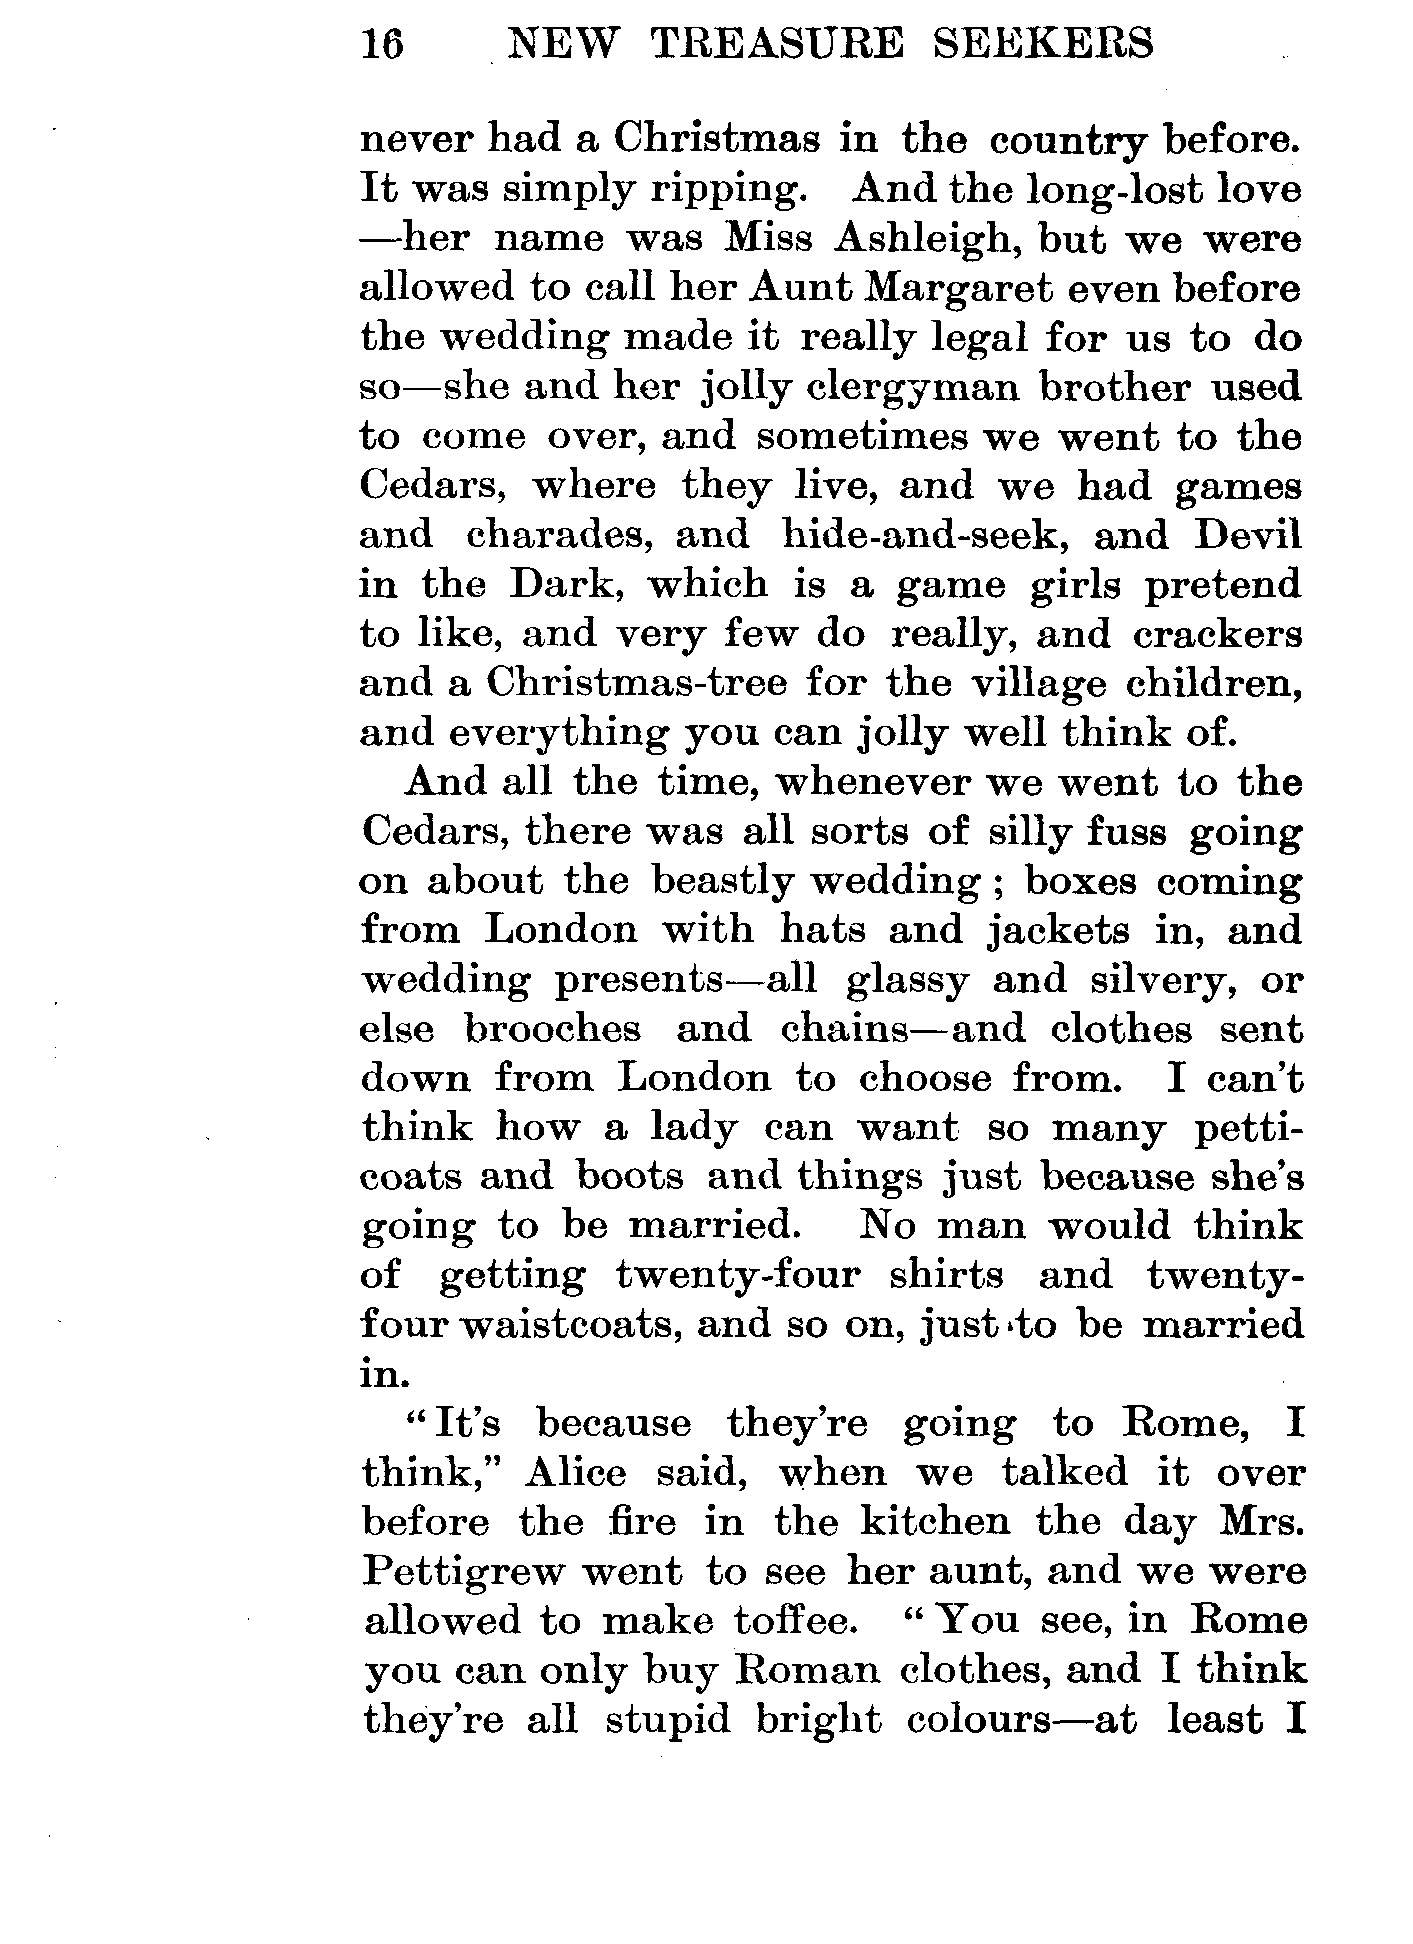 16 NEW TREASURE SEEKERS
never had a Christmas in the country before.
It was simply ripping. And the long-lost love
—her name was Miss Ashleigh, but we were
allowed to call her Aunt Margaret even before
the wedding made it really legal for us to do
so—she and her jolly clergyman brother used
to come over, and sometimes we went to the
Cedars, where they live, and we had games
and charades, and hide-and-seek, and Devil
in the Dark, which is a game girls pretend
to like, and very few do really, and crackers
and a Christmas-tree for the village children,
and everything you can jolly well think of.
And all the time, whenever we went to the
Cedars, there was all sorts of silly fuss going
on about the beastly wedding ; boxes coming
from London with hats and jackets in, and
wedding presents—all glassy and silvery, or
else brooches and chains—and clothes sent
down from London to choose from. I can't
think how a lady can want so many petti-
coats and boots and things just because she's
going to be married. No man would think
of getting twenty-four shirts and twenty-
four waistcoats, and so on, just to be married
in.
“It's because they're going to Rome, I
think,” Alice said, when we talked it over
before the fire in the kitchen the day Mrs.
Pettigrew went to see her aunt, and we were
allowed to make toffee. “You see, in Rome
you can only buy Roman clothes, and I think
they're all stupid bright colours—at least I